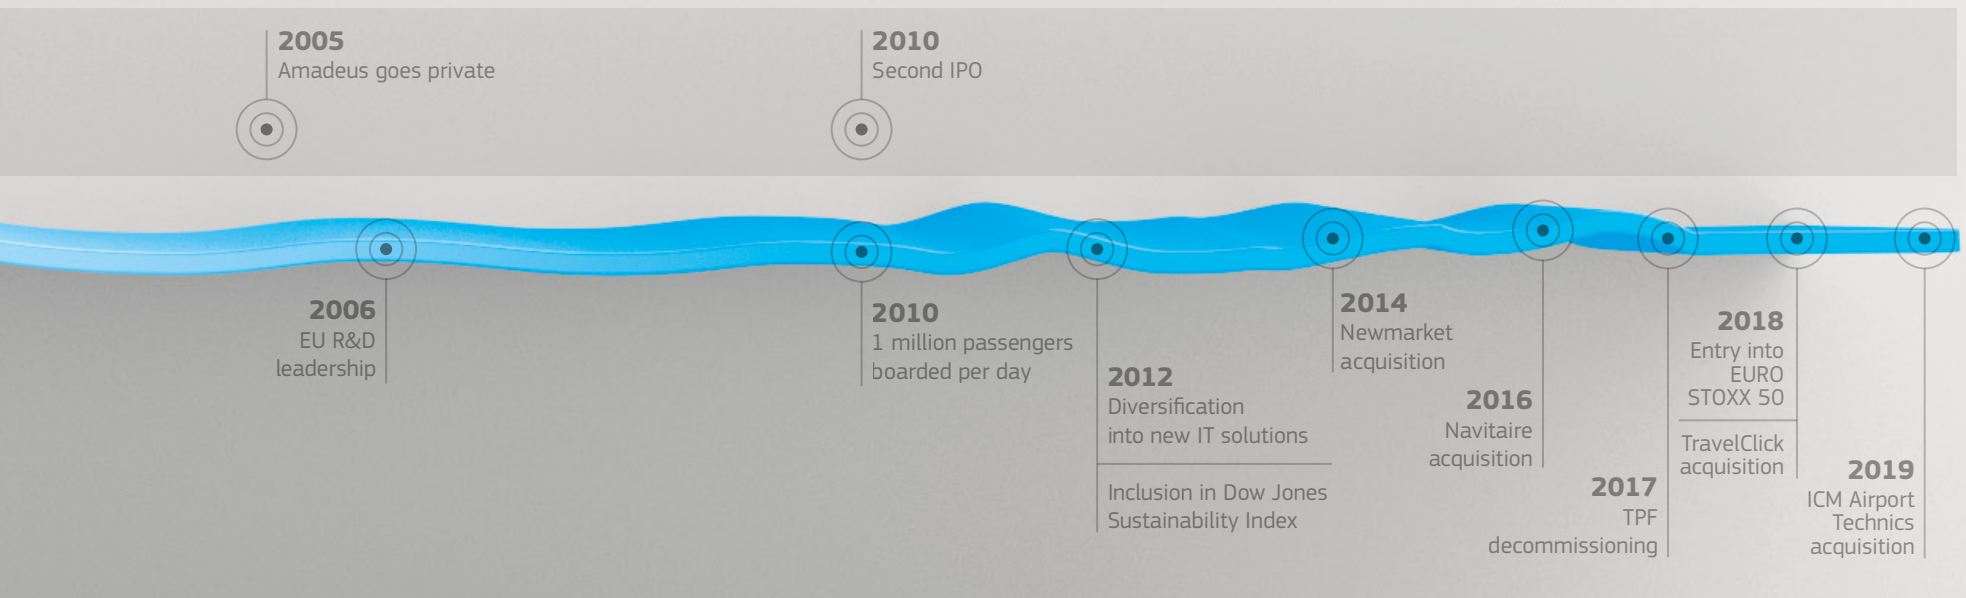 2005
Amadeus goes private
2010
Second IPO
2006
EU R&D
leadership
2010
1 million passengers
boarded per day
2012
Diversification
into new IT solutions
Inclusion in Dow Jones
Sustainability Index
2014
Newmarket
acquisition
2016
Navitaire
acquisition
2017
TPF
decommissioning
2018
Entry into
EURO
STOXX 50
TravelClick
acquisition
2019
ICM Airport
Technics
acquisition